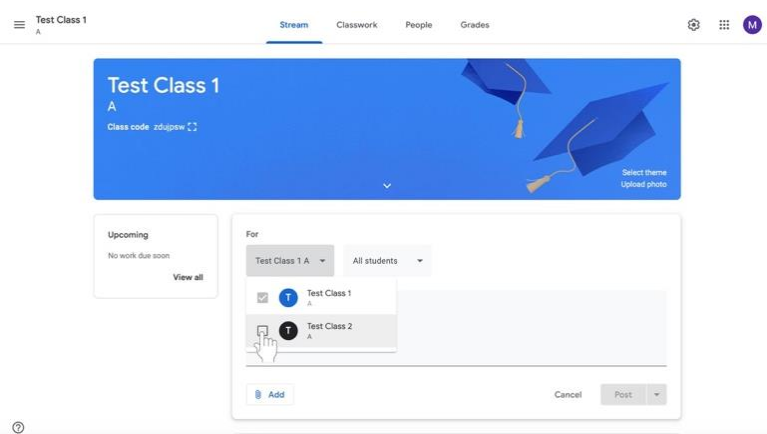 Test Class 1
A
Stream
Classwork
People
Grades
M
Test Class 1
A
Class code zdujpsw
Select theme
Upload photo
Upcoming
No work due soon
View all
For
Test Class 1 A
All students
T
Test Class 1
A
T
Test Class 2
A
Add
Cancel
Post